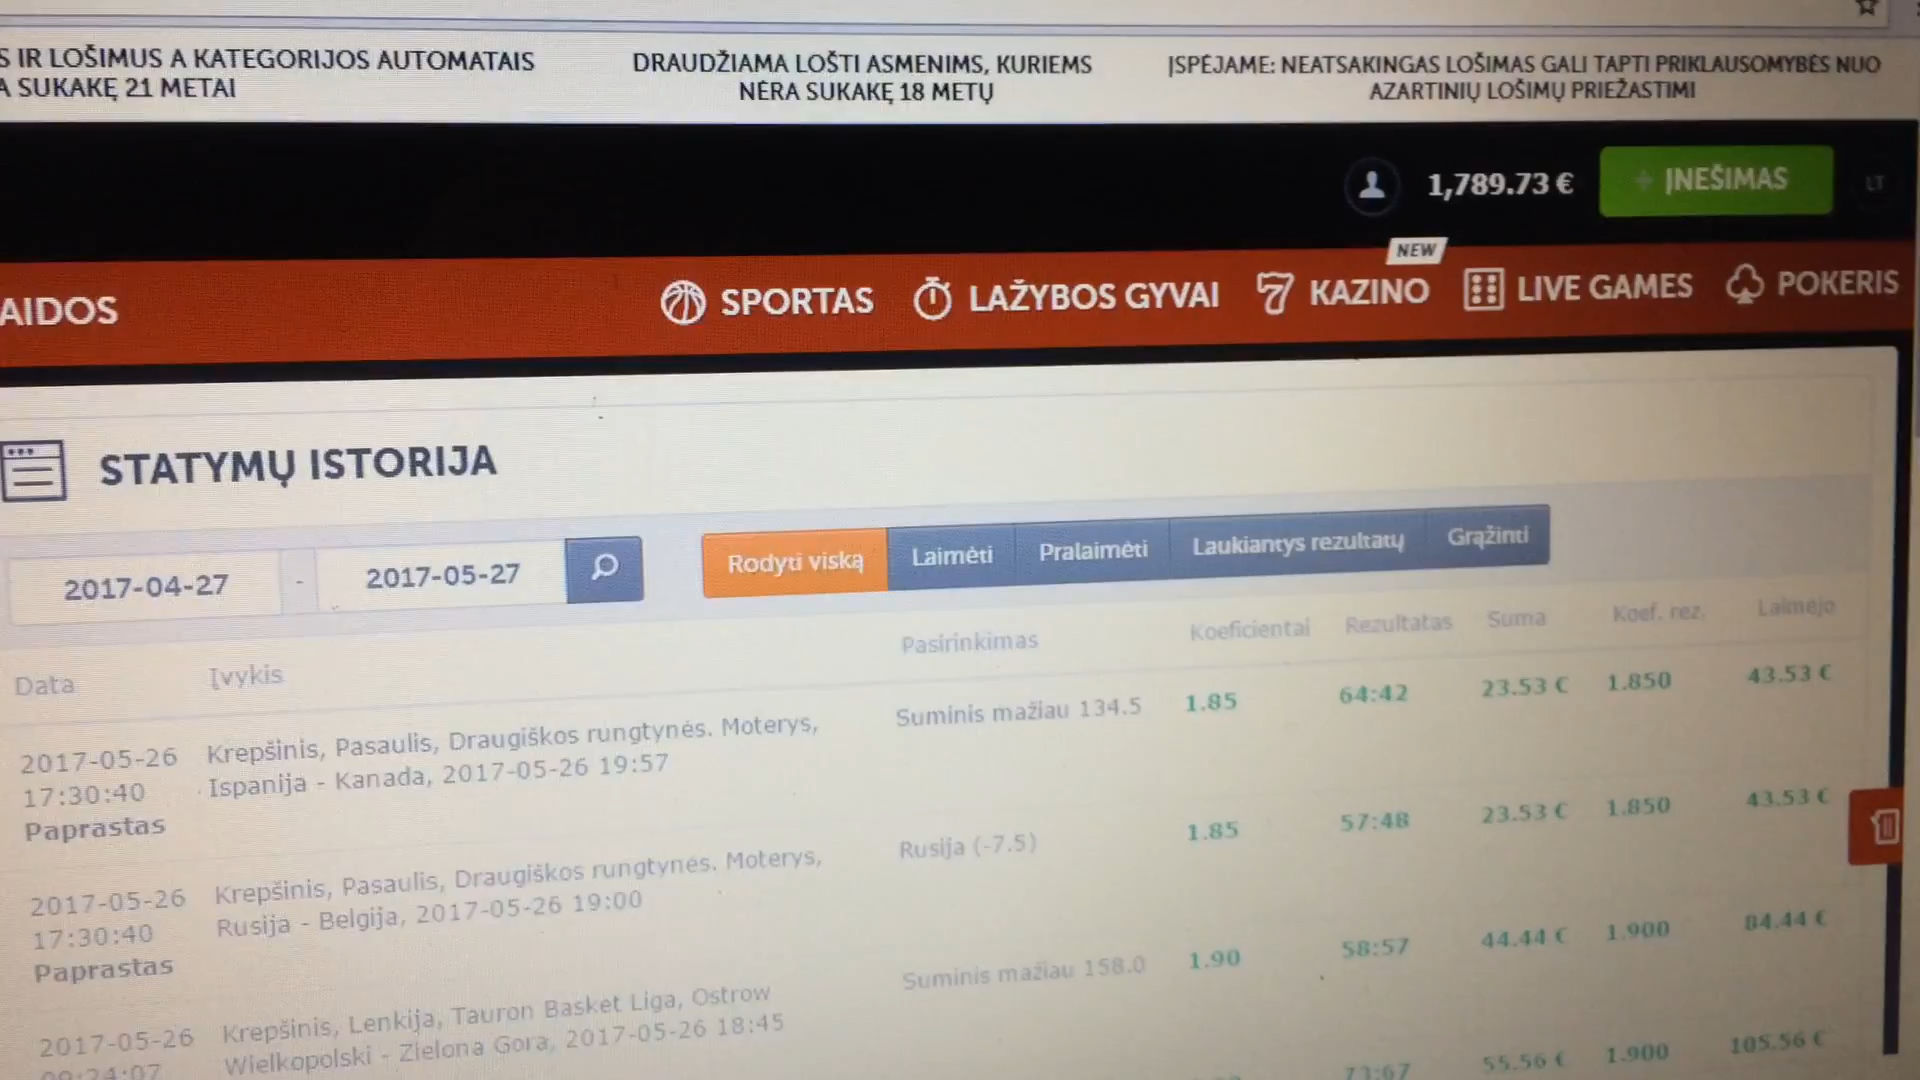 S IR LOŠIMUS A KATEGORIJOS AUTOMATAIS
A SUKAKĘ 21 METAI
DRAUDŽIAMA LOŠTI ASMENIMS, KURIEMS
NĖRA SUKAKĘ 18 METŲ
ĮSPĖJAME: NEATSAKINGAS LOŠIMAS GALI TAPTI PRIKLAUSOMYBĖS NUO
AZARTINIŲ LOŠIMŲ PRIEŽASTIMI
1,789.73 €
+ ĮNEŠIMAS
LT
NEW
AIDOS
SPORTAS
LAŽYBOS GYVAI
KAZINO
LIVE GAMES
POKERIS
STATYMŲ ISTORIJA
2017-04-27 - 2017-05-27
Rodyti viską
Laimėti
Pralaimėti
Laukiantys rezultatų
Grąžinti
Data Įvykis Pasirinkimas Koeficientai Rezultatas Suma Koef. rez. Laimėjo
2017-05-26
17:30:40
Paprastas
Krepšinis, Pasaulis, Draugiškos rungtynės. Moterys,
Ispanija - Kanada, 2017-05-26 19:57
Suminis mažiau 134.5 1.85 64:42 23.53 € 1.850 43.53 €
2017-05-26
17:30:40
Paprastas
Krepšinis, Pasaulis, Draugiškos rungtynės. Moterys,
Rusija - Belgija, 2017-05-26 19:00
Rusija (-7.5) 1.85 57:48 23.53 € 1.850 43.53 €
2017-05-26
09:24:07
Krepšinis, Lenkija, Tauron Basket Liga, Ostrow
Wielkopolski - Zielona Gora, 2017-05-26 18:45
Suminis mažiau 158.0 1.90 58:57 44.44 € 1.900 84.44 €
73:67 55.56 € 1.900 105.56 €